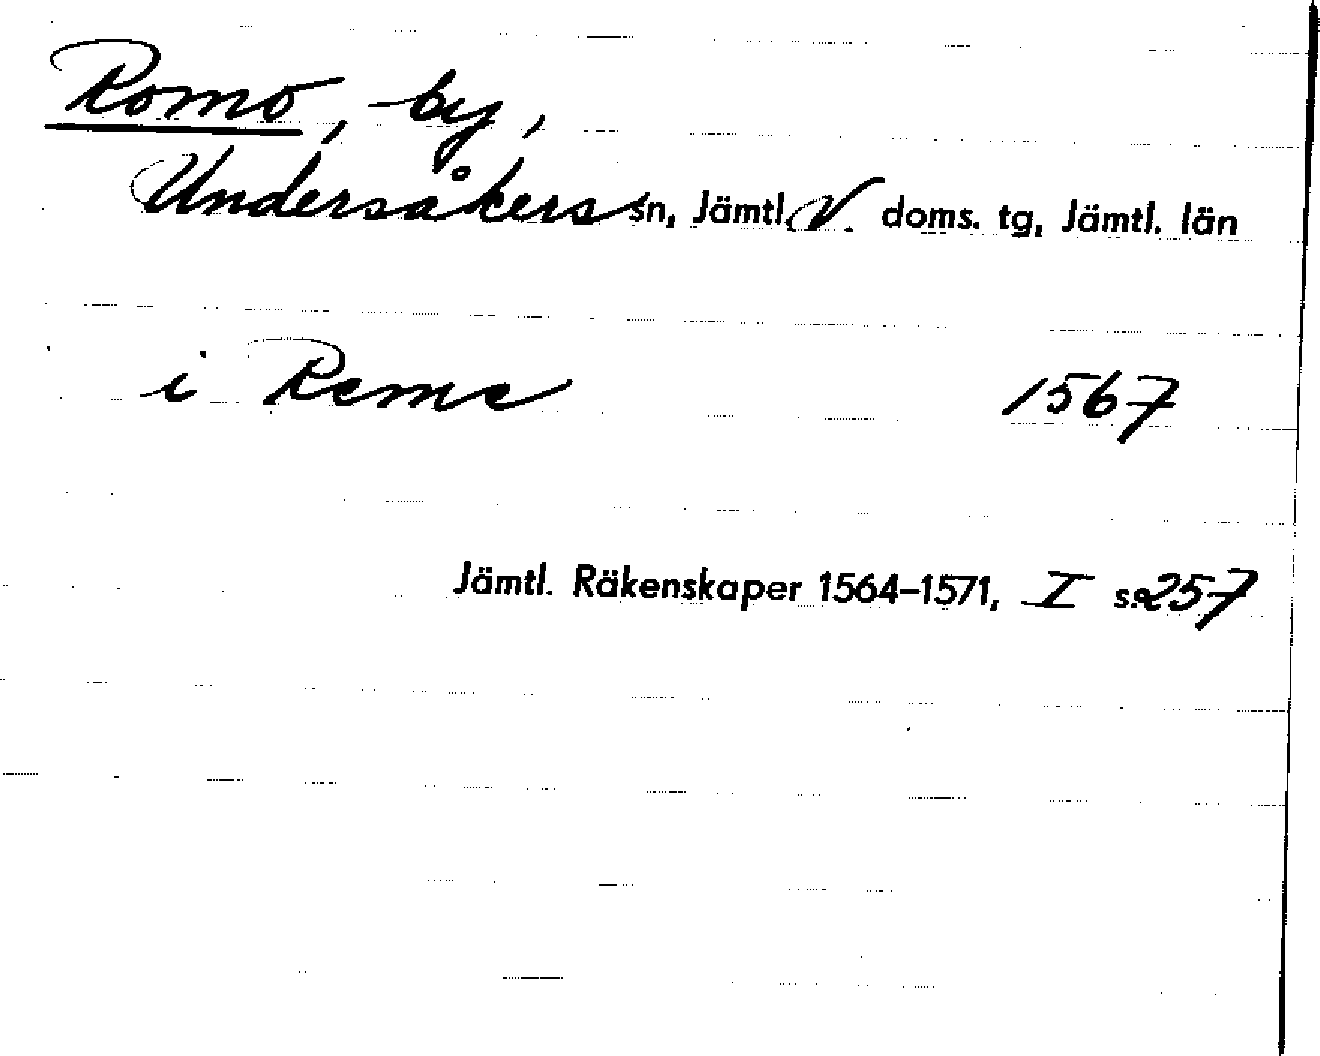 Romo, by,
Undersåkers sn, Jämtl. V. doms. tg, Jämtl. län
i Reme 1567
Jämtl. Räkenskaper 1564–1571, I s. 257